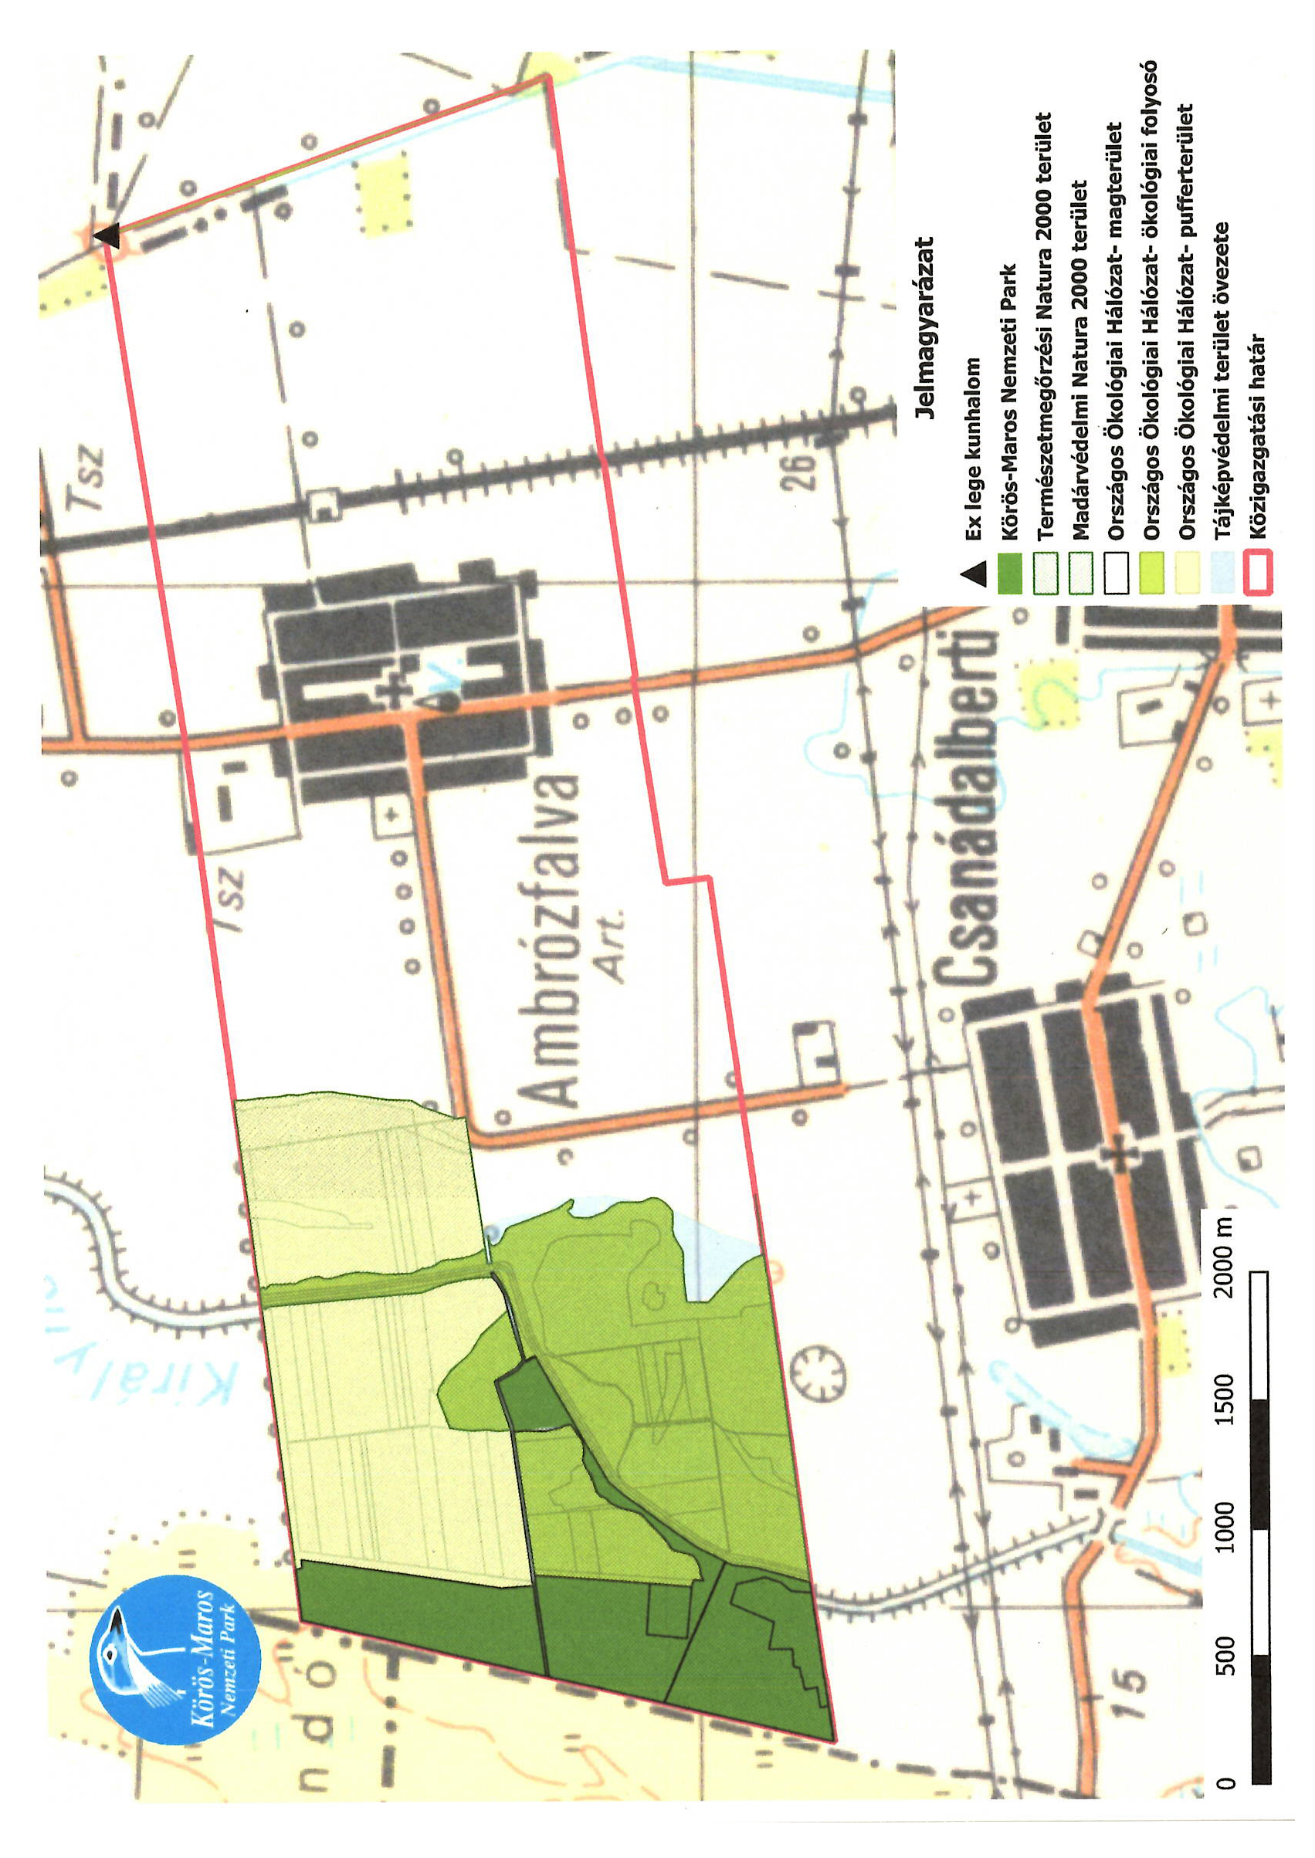 Tsz
Tsz
26
Ambrózfalva
Art.
Csanádalberti
Király
ndó
15
Körös-Maros
Nemzeti Park
Jelmagyarázat
Ex lege kunhalom
Körös-Maros Nemzeti Park
Természetmegőrzési Natura 2000 terület
Madárvédelmi Natura 2000 terület
Országos Ökológiai Hálózat- magterület
Országos Ökológiai Hálózat- ökológiai folyosó
Országos Ökológiai Hálózat- pufferterület
Tájképvédelmi terület övezete
Közigazgatási határ
0 500 1000 1500 2000 m